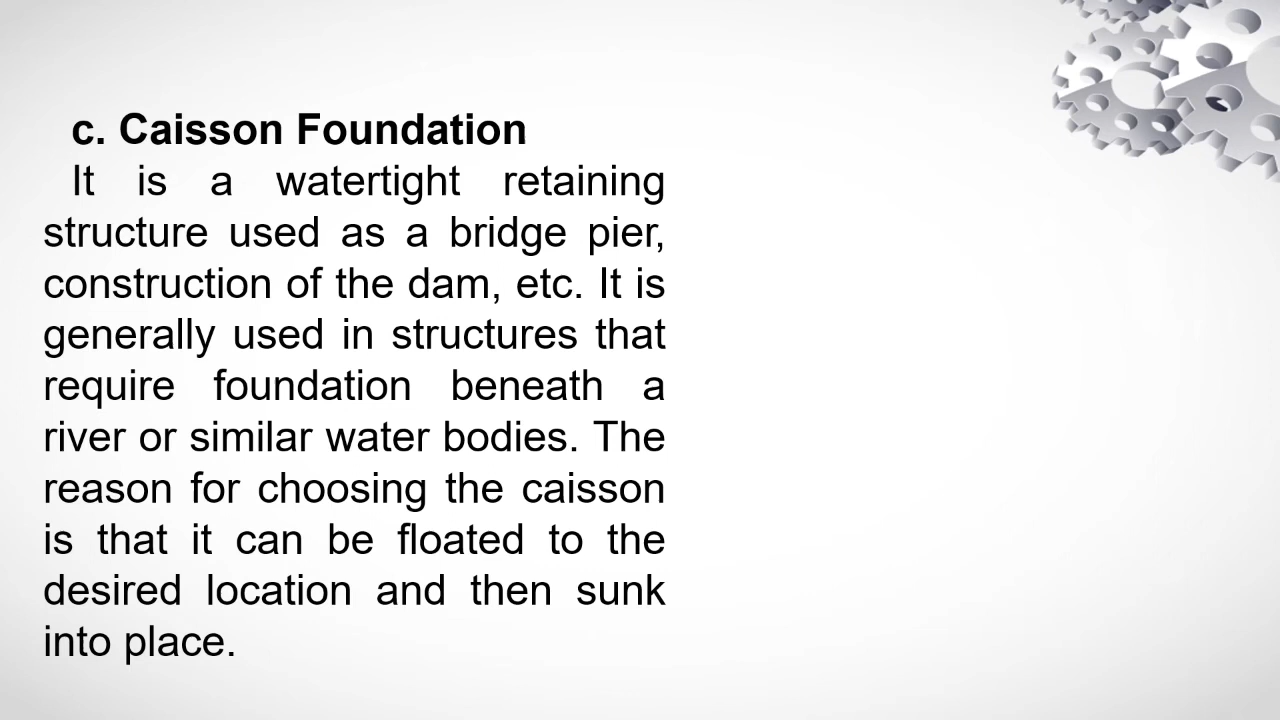 c. Caisson Foundation
It is a watertight retaining
structure used as a bridge pier,
construction of the dam, etc. It is
generally used in structures that
require foundation beneath a
river or similar water bodies. The
reason for choosing the caisson
is that it can be floated to the
desired location and then sunk
into place.